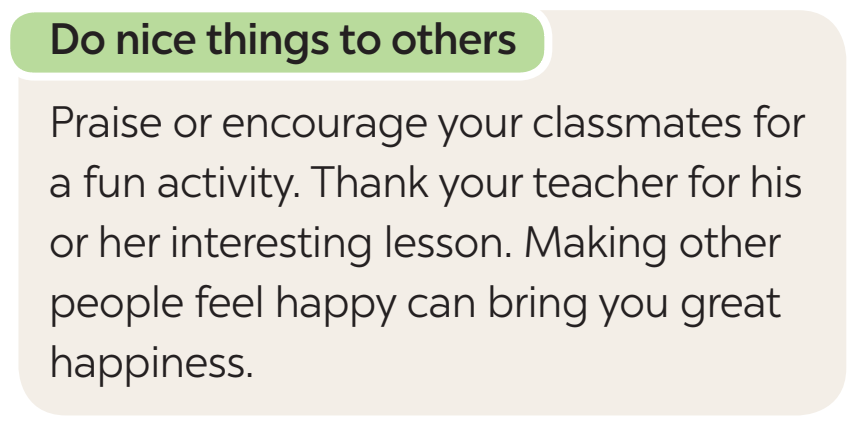 Do nice things to others
Praise or encourage your classmates for
a fun activity. Thank your teacher for his
or her interesting lesson. Making other
people feel happy can bring you great
happiness.